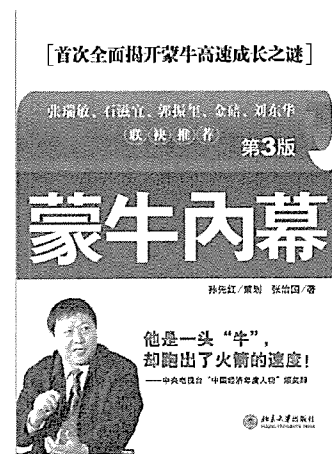 [首次全面揭开蒙牛高速成长之谜]
张瑞敏、石滋宜、郭振玺、金碚、刘东华
（联/袂/推/荐）
第3版
蒙牛内幕
孙先红/策划 张治国/著
他是一头“牛”，
却跑出了火箭的速度！
——中央电视台“中国经济年度人物”颁奖辞
北京大学出版社
PEKING UNIVERSITY PRESS